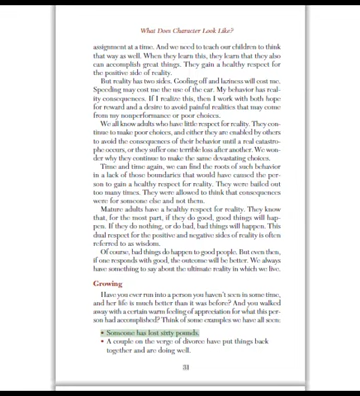 What Does Character Look Like?
assignment at a time. And we need to teach our children to think
that way as well. When they learn this, they learn that they also
can accomplish great things. They gain a healthy respect for
the positive side of reality.
But reality has two sides. Goofing off and laziness will cost me.
Speeding may cost me the use of the car. My behavior has real-
ity consequences. If I realize this, then I work with both hope
for reward and a desire to avoid painful realities that may come
from my nonperformance or poor choices.
We all know adults who have little respect for reality. They con-
tinue to make poor choices, and either they are enabled by others
to avoid the consequences of their behavior until a real catastro-
phe occurs, or they suffer one terrible loss after another. We won-
der why they continue to make the same devastating choices.
Time and time again, we can find the roots of such behavior
in a lack of those boundaries that would have caused the per-
son to gain a healthy respect for reality. They were bailed out
too many times. They were allowed to think that consequences
were for someone else and not them.
Mature adults have a healthy respect for reality. They know
that, for the most part, if they do good, good things will hap-
pen. If they do nothing, or do bad, bad things will happen. This
dual respect for the positive and negative sides of reality is often
referred to as wisdom.
Of course, bad things do happen to good people. But even then,
if one responds with good, the outcome will be better. We always
have something to say about the ultimate reality in which we live.
Growing
Have you ever run into a person you haven't seen in some time,
and her life is much better than it was before? And you walked
away with a certain warm feeling of appreciation for what this per-
son had accomplished? Think of some examples we have all seen:
• Someone has lost sixty pounds.
• A couple on the verge of divorce have put things back
together and are doing well.
31